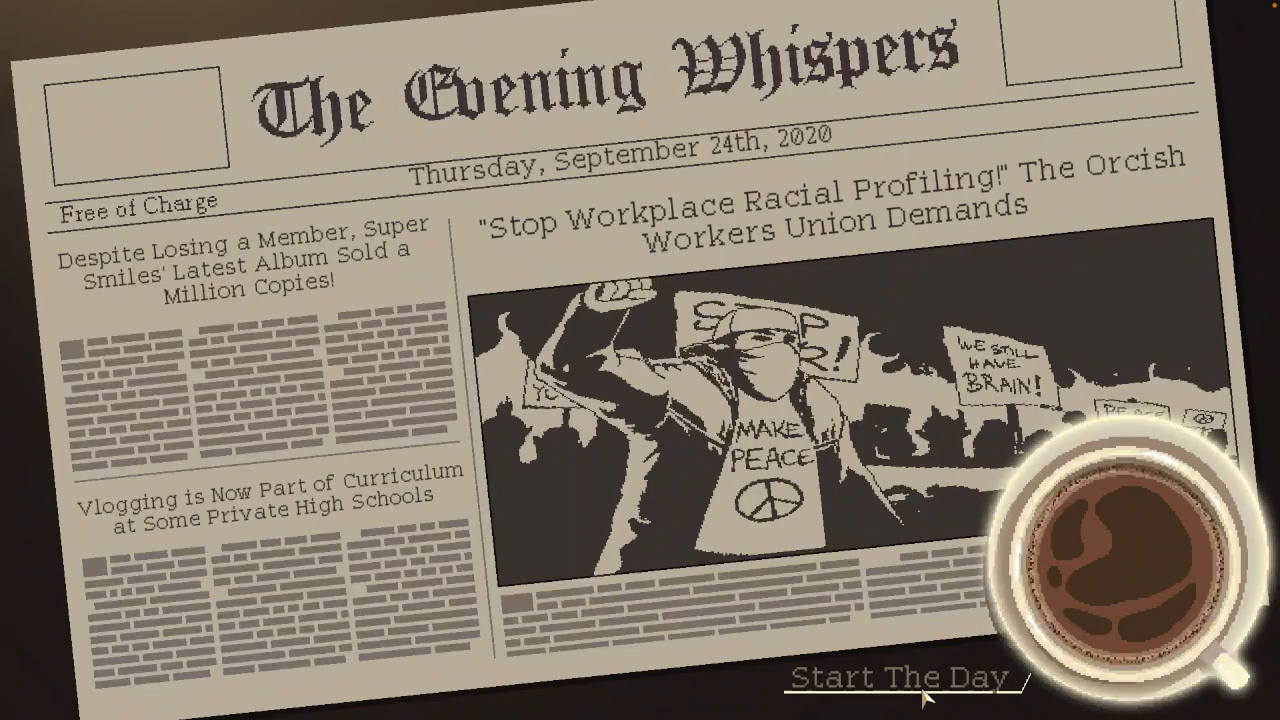 The Evening Whispers
Thursday, September 24th, 2020
Free of Charge
Despite Losing a Member, Super
Smiles' Latest Album Sold a
Million Copies!
Vlogging is Now Part of Curriculum
at Some Private High Schools
"Stop Workplace Racial Profiling!" The Orcish
Workers Union Demands
STOP
WE STILL
HAVE
BRAIN!
PEACE
MAKE
PEACE
Start The Day